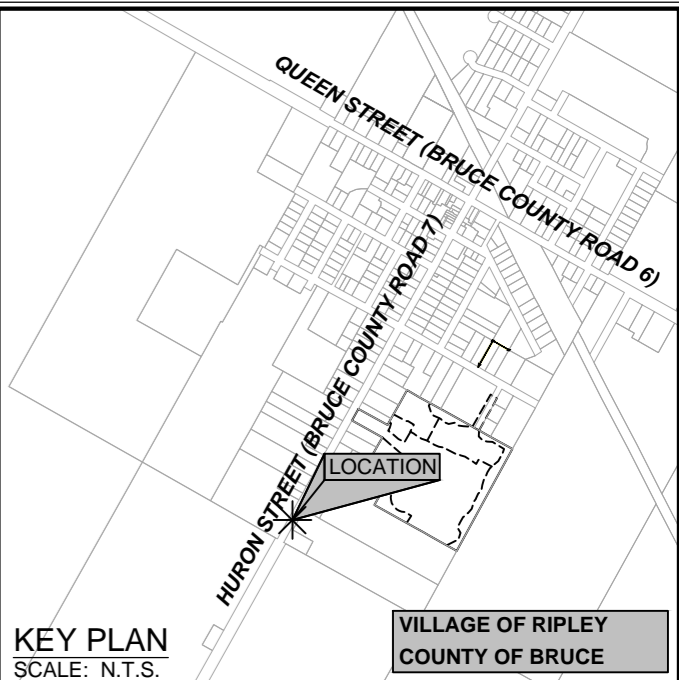 QUEEN STREET (BRUCE COUNTY ROAD 6)
HURON STREET (BRUCE COUNTY ROAD 7)
LOCATION
KEY PLAN
SCALE: N.T.S.
VILLAGE OF RIPLEY
COUNTY OF BRUCE